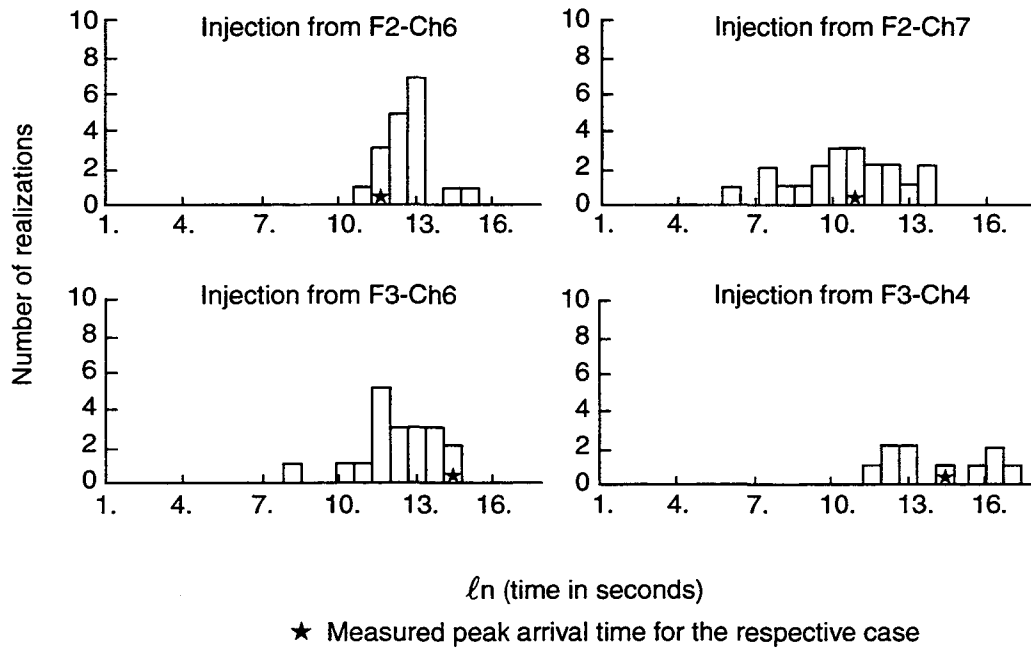 Number of realizations
Injection from F2-Ch6
10
8
6
4
2
0
1. 4. 7. 10. 13. 16.
Injection from F2-Ch7
10
8
6
4
2
0
1. 4. 7. 10. 13. 16.
Injection from F3-Ch6
10
8
6
4
2
0
1. 4. 7. 10. 13. 16.
Injection from F3-Ch4
10
8
6
4
2
0
1. 4. 7. 10. 13. 16.
ℓn (time in seconds)
★ Measured peak arrival time for the respective case